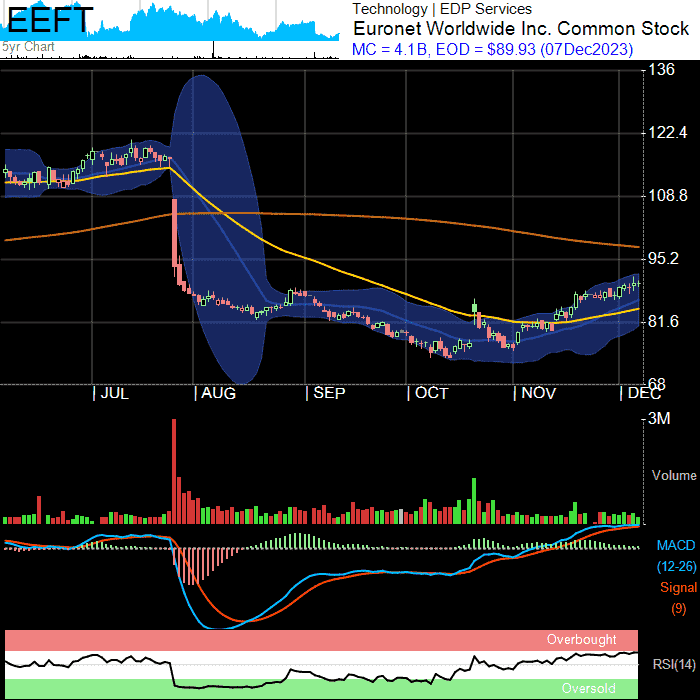 EEFT
5yr Chart
Technology | EDP Services
Euronet Worldwide Inc. Common Stock
MC = 4.1B, EOD = $89.93 (07Dec2023)
136
122.4
108.8
95.2
81.6
68
JUL AUG SEP OCT NOV DEC
3M
Volume
MACD
(12-26)
Signal
(9)
Overbought
RSI(14)
Oversold